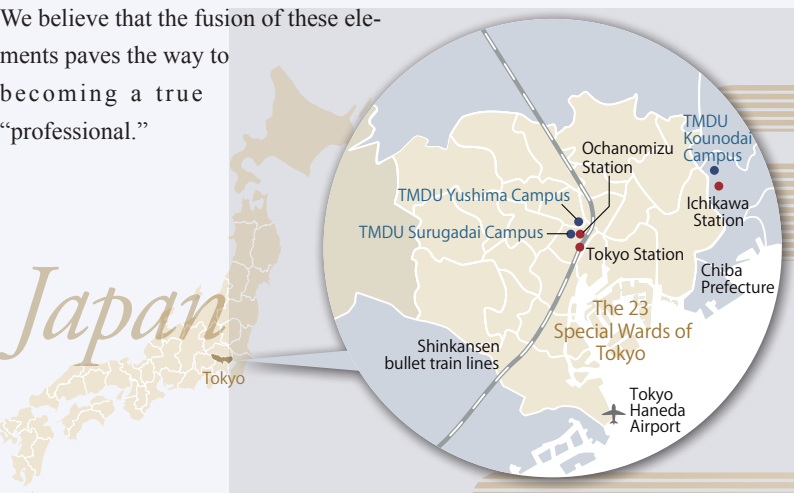 We believe that the fusion of these ele-
ments paves the way to
becoming a true
“professional.”
TMDU
Kounodai
Campus
Ochanomizu
Station
TMDU Yushima Campus
Ichikawa
Station
TMDU Surugadai Campus
Tokyo Station
Chiba
Prefecture
Japan
The 23
Special Wards of
Tokyo
Shinkansen
bullet train lines
Tokyo
Tokyo
Haneda
Airport